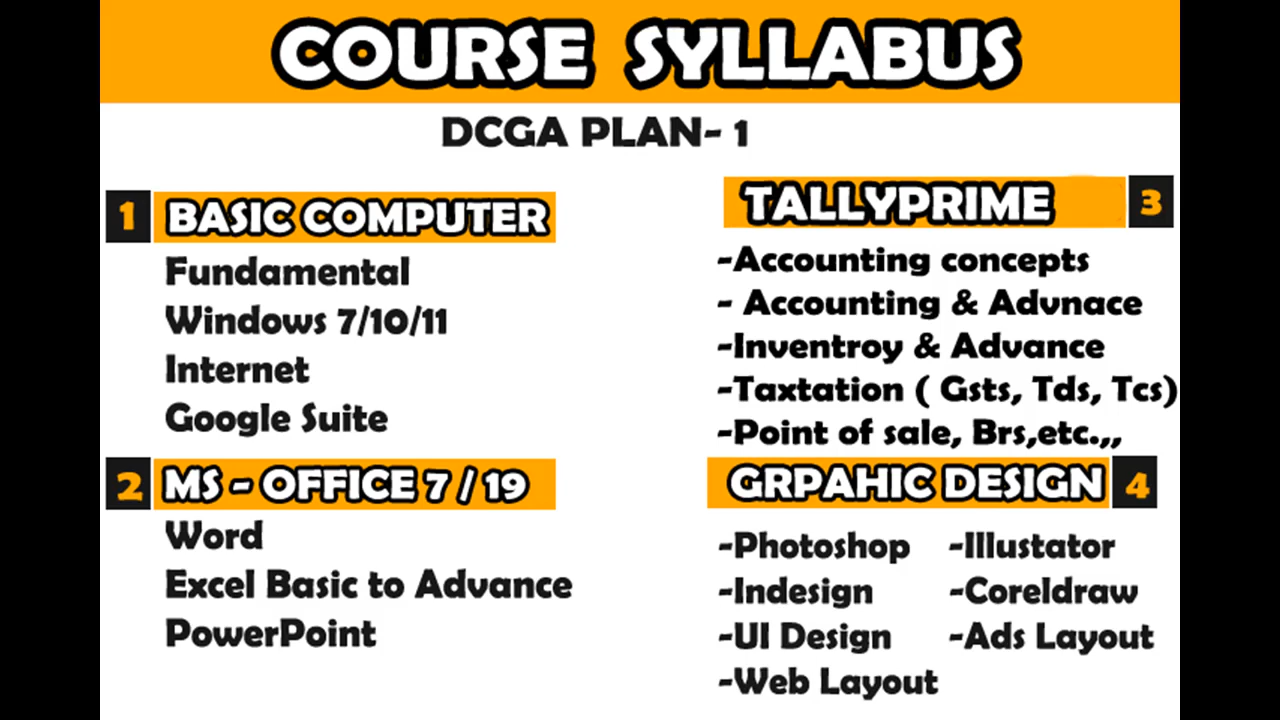 COURSE SYLLABUS
DCGA PLAN- 1
1 BASIC COMPUTER
Fundamental
Windows 7/10/11
Internet
Google Suite
2 MS - OFFICE 7 / 19
Word
Excel Basic to Advance
PowerPoint
TALLYPRIME 3
-Accounting concepts
- Accounting & Advnace
-Inventroy & Advance
-Taxtation ( Gsts, Tds, Tcs)
-Point of sale, Brs,etc.,,
GRPAHIC DESIGN 4
-Photoshop -Illustator
-Indesign -Coreldraw
-UI Design -Ads Layout
-Web Layout